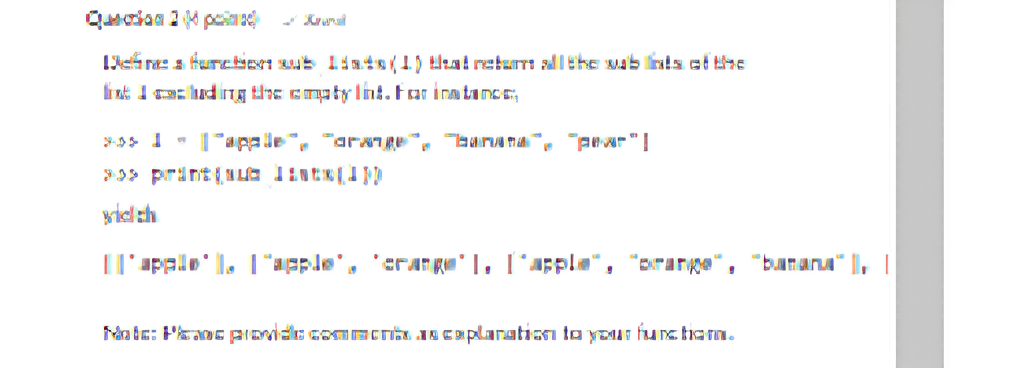 Question 2 (4 points)
Define a function sub_lists(l) that return all the sub lists of the
list l excluding the empty list. For instance,
>>> l = ["apple", "orange", "banana", "pear"]
>>> print(sub_lists(l))
yields
[['apple'], ['apple', 'orange'], ['apple', 'orange', 'banana'], [
Note: Please provide comments as explanation to your functions.